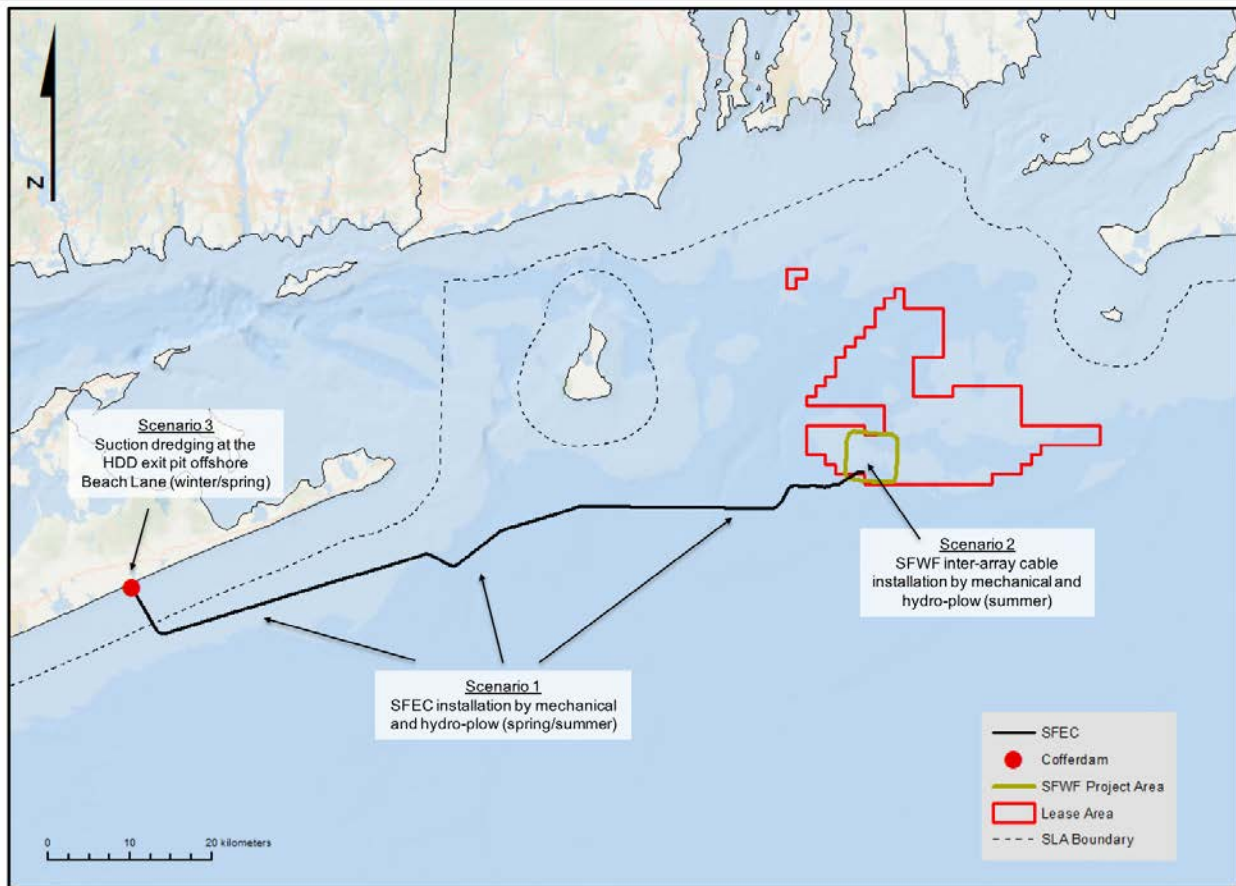 N
Scenario 3
Suction dredging at the
HDD exit pit offshore
Beach Lane (winter/spring)
Scenario 2
SFWF inter-array cable
installation by mechanical and
hydro-plow (summer)
Scenario 1
SFEC installation by mechanical
and hydro-plow (spring/summer)
SFEC
Cofferdam
SFWF Project Area
Lease Area
SLA Boundary
0 10 20 kilometers